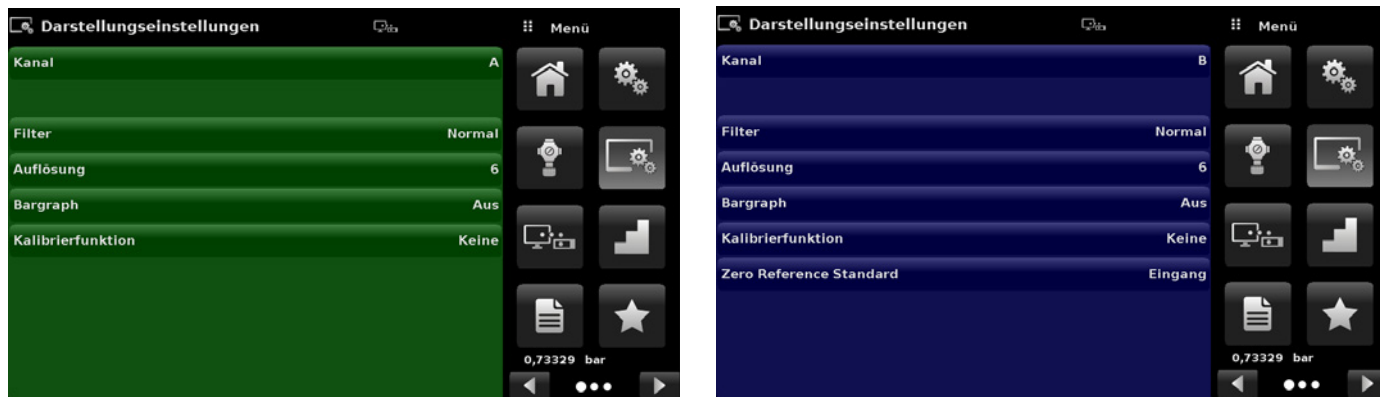 Darstellungseinstellungen
Menü
Kanal A
Filter Normal
Auflösung 6
Bargraph Aus
Kalibrierfunktion Keine
0,73329 bar
Darstellungseinstellungen
Menü
Kanal B
Filter Normal
Auflösung 6
Bargraph Aus
Kalibrierfunktion Keine
Zero Reference Standard Eingang
0,73329 bar